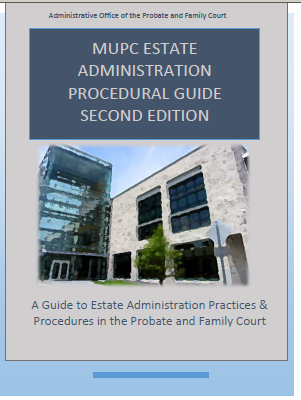 Administrative Office of the Probate and Family Court
MUPC ESTATE
ADMINISTRATION
PROCEDURAL GUIDE
SECOND EDITION
A Guide to Estate Administration Practices &
Procedures in the Probate and Family Court